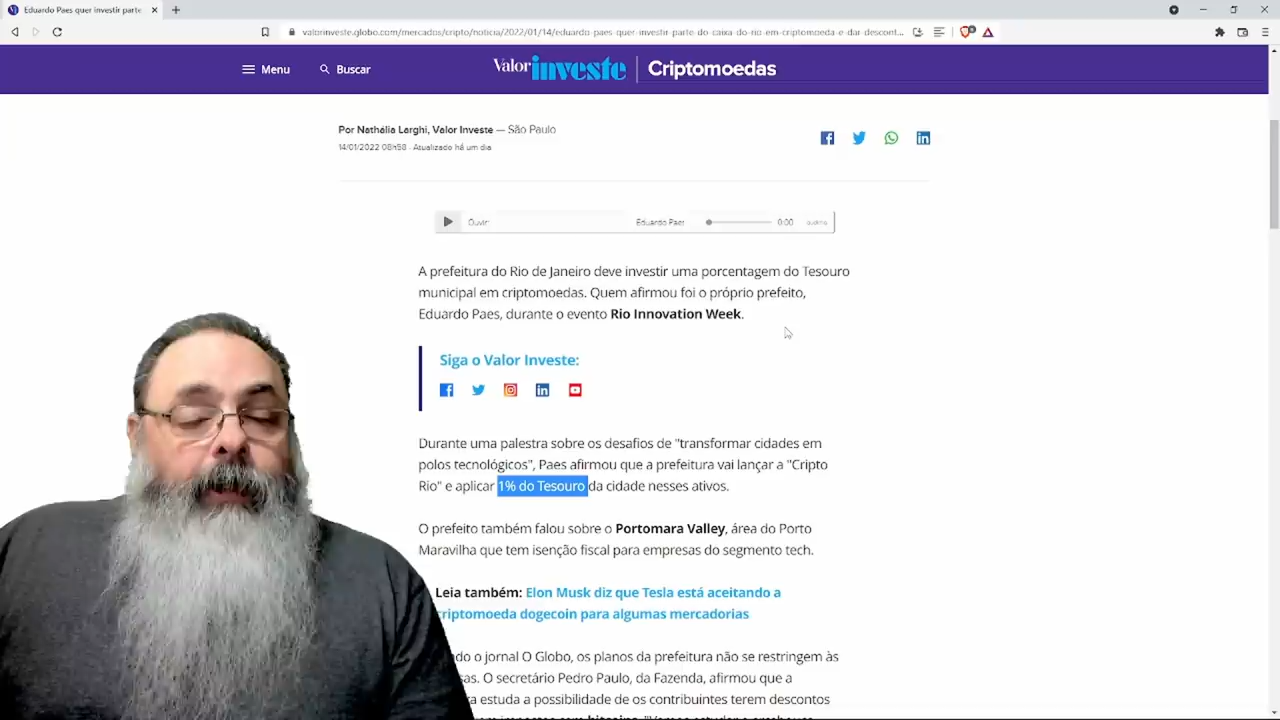 Eduardo Paes quer investir parte
valorinveste.globo.com/mercados/cripto/noticia/2022/01/14/eduardo-paes-quer-investir-parte-do-caixa-do-rio-em-criptomoeda-e-dar-descont...
Menu
Buscar
Valor investe
Criptomoedas
Por Nathália Larghi, Valor Investe — São Paulo
14/01/2022 08h58 · Atualizado há um dia
Ouvir:
Eduardo Paes
0:00
A prefeitura do Rio de Janeiro deve investir uma porcentagem do Tesouro
municipal em criptomoedas. Quem afirmou foi o próprio prefeito,
Eduardo Paes, durante o evento Rio Innovation Week.
Siga o Valor Investe:
Durante uma palestra sobre os desafios de "transformar cidades em
polos tecnológicos", Paes afirmou que a prefeitura vai lançar a "Cripto
Rio" e aplicar 1% do Tesouro da cidade nesses ativos.
O prefeito também falou sobre o Portomara Valley, área do Porto
Maravilha que tem isenção fiscal para empresas do segmento tech.
Leia também: Elon Musk diz que Tesla está aceitando a
criptomoeda dogecoin para algumas mercadorias
o jornal O Globo, os planos da prefeitura não se restringem às
O secretário Pedro Paulo, da Fazenda, afirmou que a
estuda a possibilidade de os contribuintes terem descontos